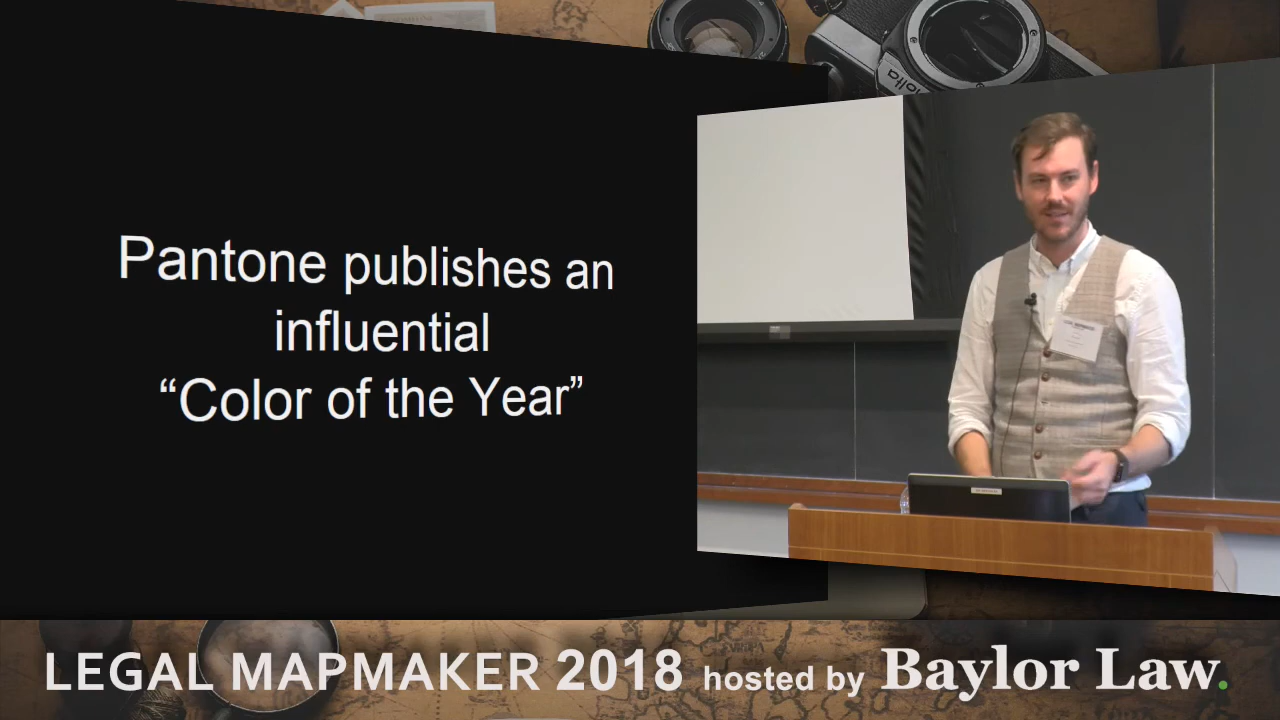 Pantone publishes an
influential
“Color of the Year”
LEGAL MAPMAKER 2018 hosted by Baylor Law.